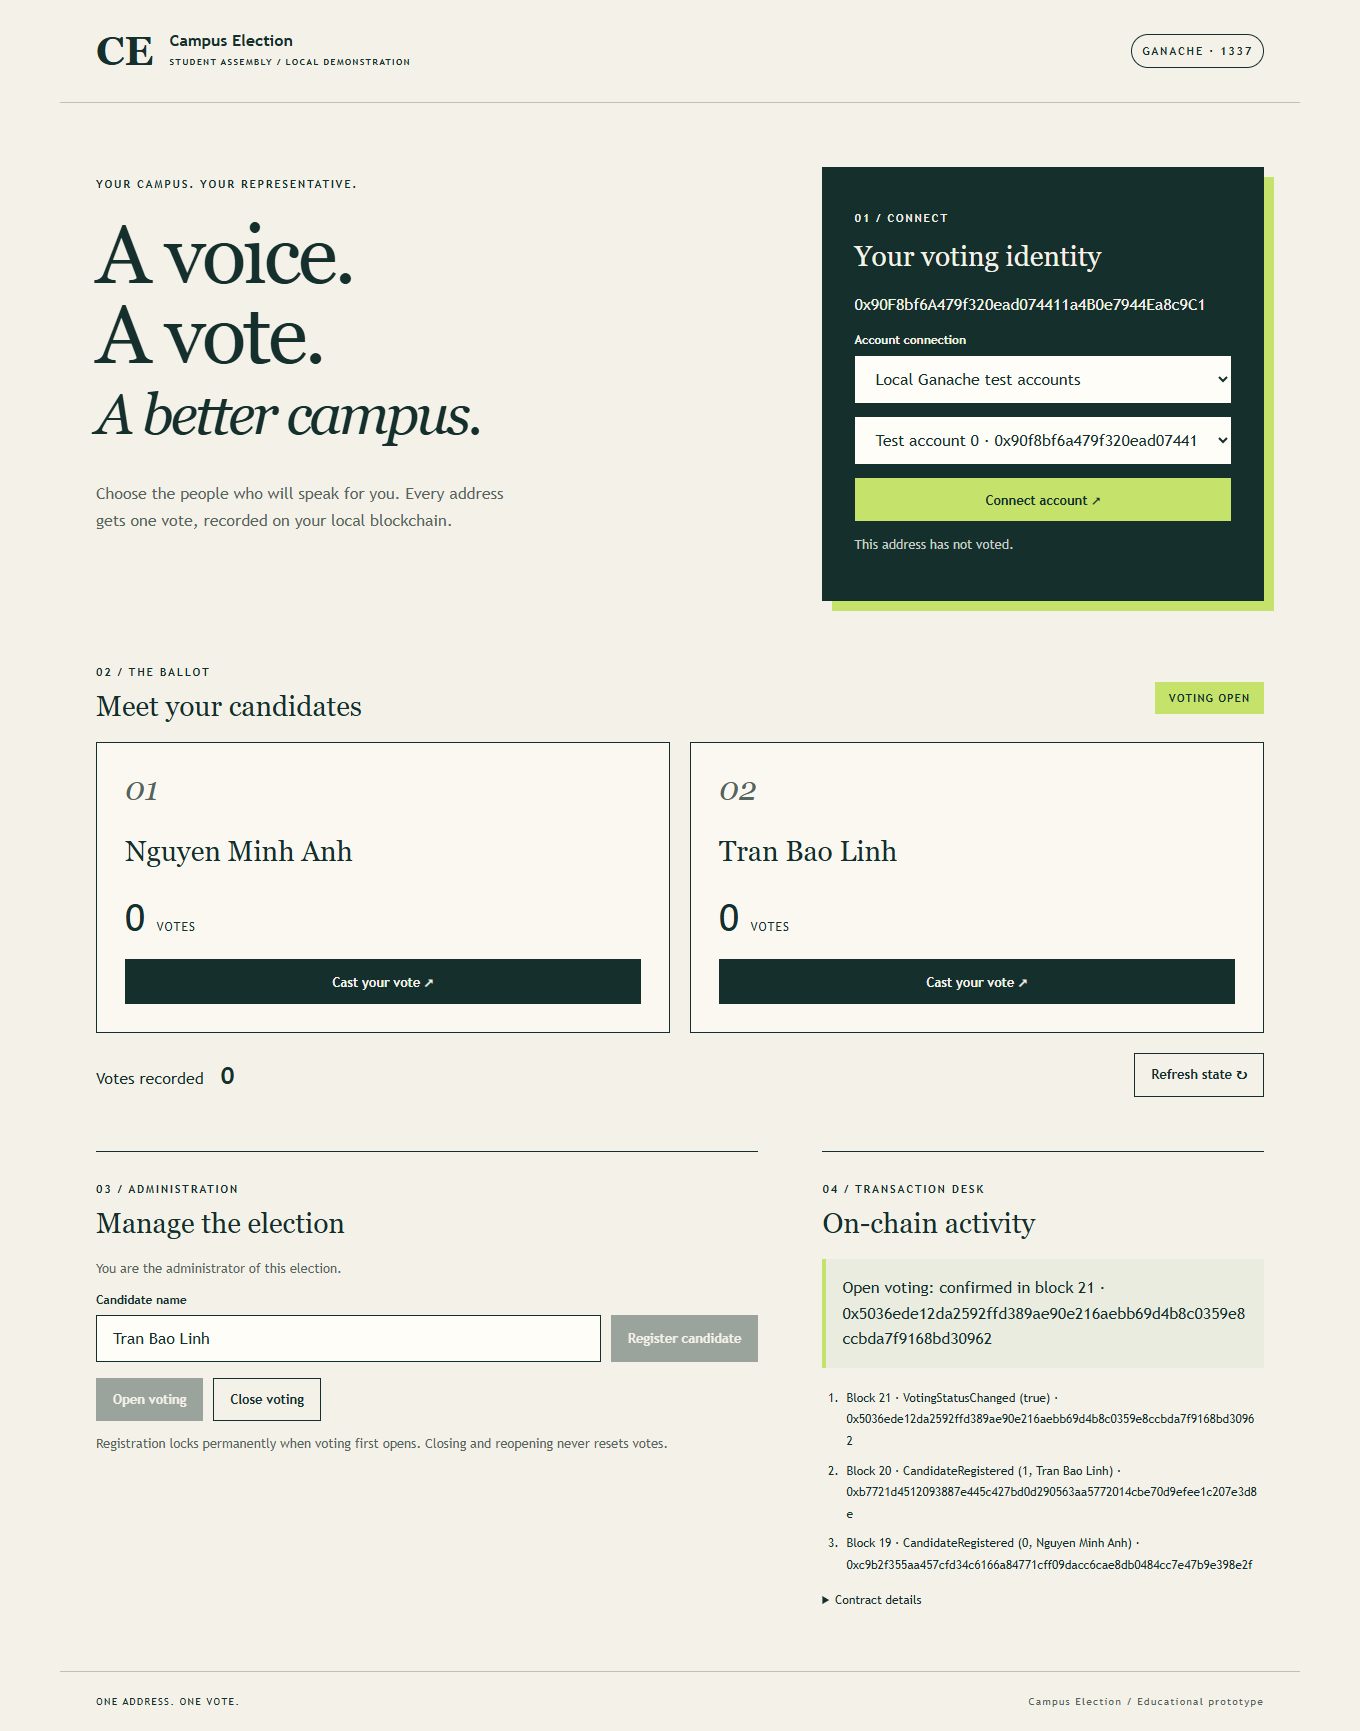 CE
Campus Election
STUDENT ASSEMBLY / LOCAL DEMONSTRATION
GANACHE · 1337
YOUR CAMPUS. YOUR REPRESENTATIVE.
A voice.
A vote.
A better campus.
Choose the people who will speak for you. Every address
gets one vote, recorded on your local blockchain.
01 / CONNECT
Your voting identity
0x90F8bf6A479f320ead074411a4B0e7944Ea8c9C1
Account connection
Local Ganache test accounts
Test account 0 · 0x90f8bf6a479f320ead07441
Connect account ↗
This address has not voted.
02 / THE BALLOT
Meet your candidates
VOTING OPEN
01
Nguyen Minh Anh
0 VOTES
Cast your vote ↗
02
Tran Bao Linh
0 VOTES
Cast your vote ↗
Votes recorded 0
Refresh state ↻
03 / ADMINISTRATION
Manage the election
You are the administrator of this election.
Candidate name
Tran Bao Linh
Register candidate
Open voting
Close voting
Registration locks permanently when voting first opens. Closing and reopening never resets votes.
04 / TRANSACTION DESK
On-chain activity
Open voting: confirmed in block 21 ·
0x5036ede12da2592ffd389ae90e216aebb69d4b8c0359e8
ccbda7f9168bd30962
1. Block 21 · VotingStatusChanged (true) ·
0x5036ede12da2592ffd389ae90e216aebb69d4b8c0359e8ccbda7f9168bd3096
2
2. Block 20 · CandidateRegistered (1, Tran Bao Linh) ·
0xb7721d4512093887e445c427bd0d290563aa5772014cbe70d9efee1c207e3d8
e
3. Block 19 · CandidateRegistered (0, Nguyen Minh Anh) ·
0xc9b2f355aa457cfd34c6166a84771cff09dacc6cae8db0484cc7e47b9e398e2f
Contract details
ONE ADDRESS. ONE VOTE.
Campus Election / Educational prototype